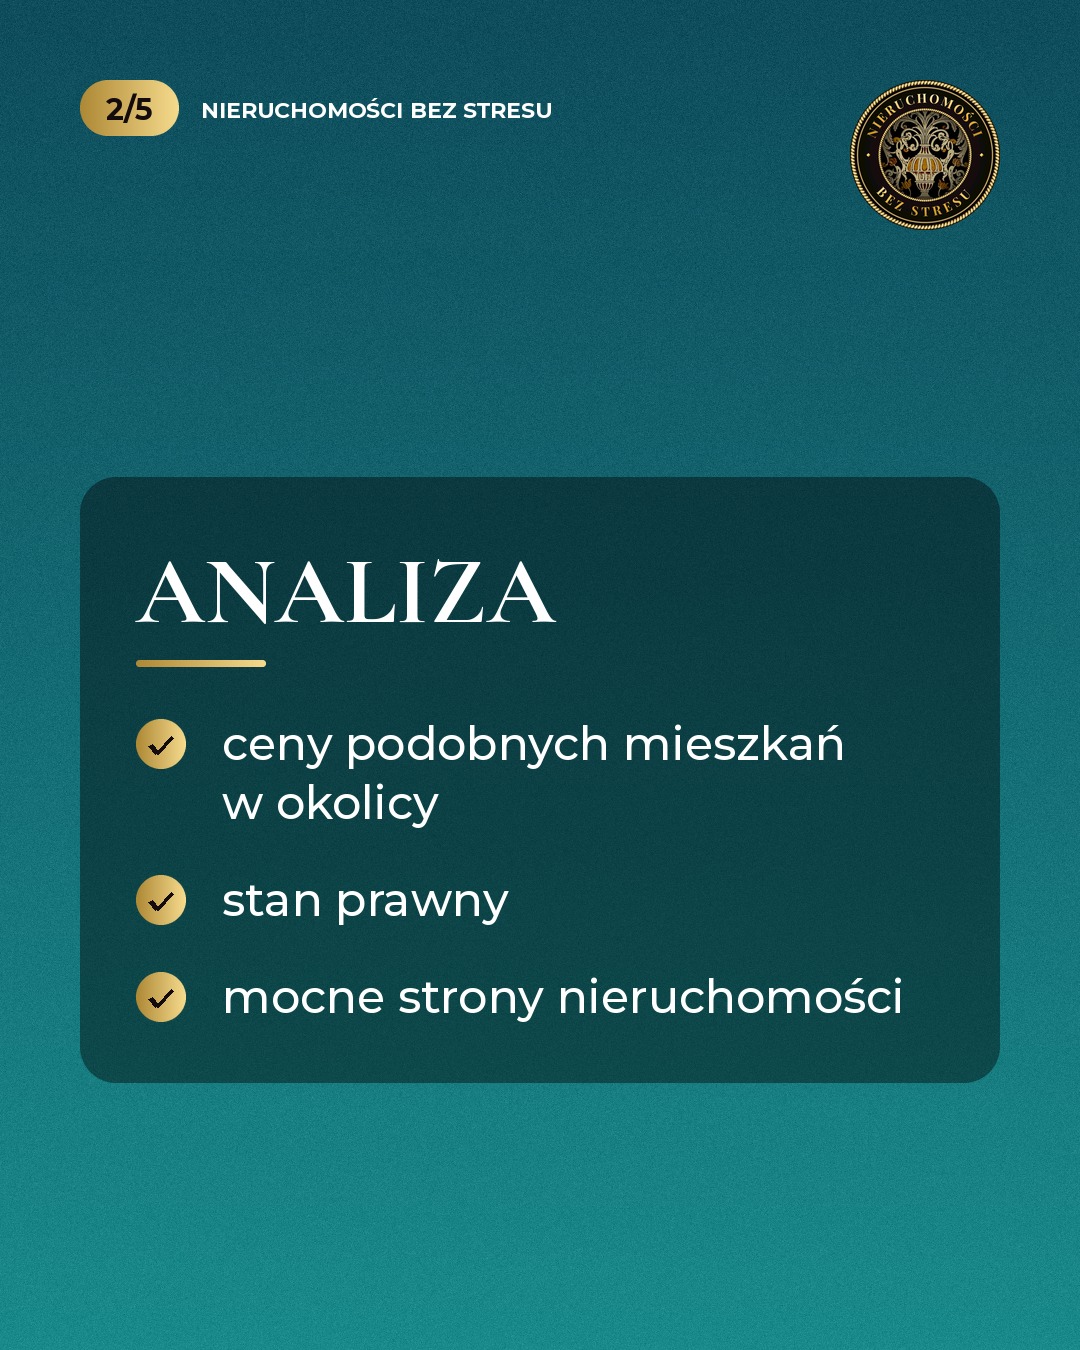 2/5
NIERUCHOMOŚCI BEZ STRESU
NIERUCHOMOŚCI
BEZ STRESU
ANALIZA
ceny podobnych mieszkań
w okolicy
stan prawny
mocne strony nieruchomości